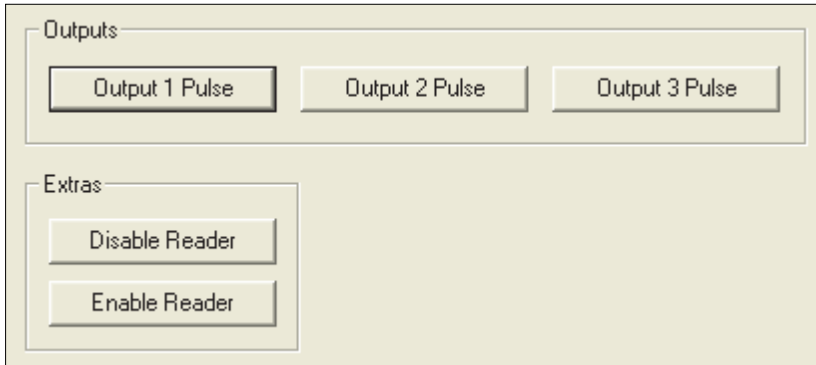 Outputs
Output 1 Pulse Output 2 Pulse Output 3 Pulse
Extras
Disable Reader
Enable Reader